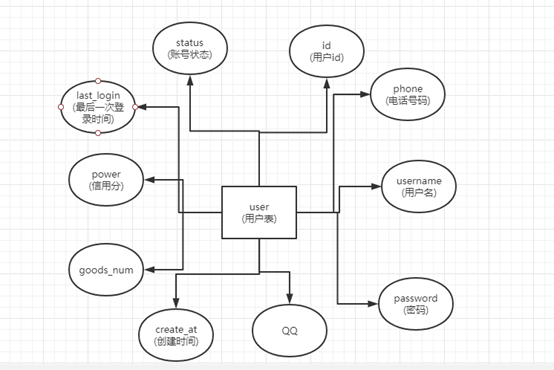 status
(账号状态)
id
(用户id)
last_login
(最后一次登
录时间)
phone
(电话号码)
power
(信用分)
username
(用户名)
user
(用户表)
goods_num
password
(密码)
create_at
(创建时间)
QQ